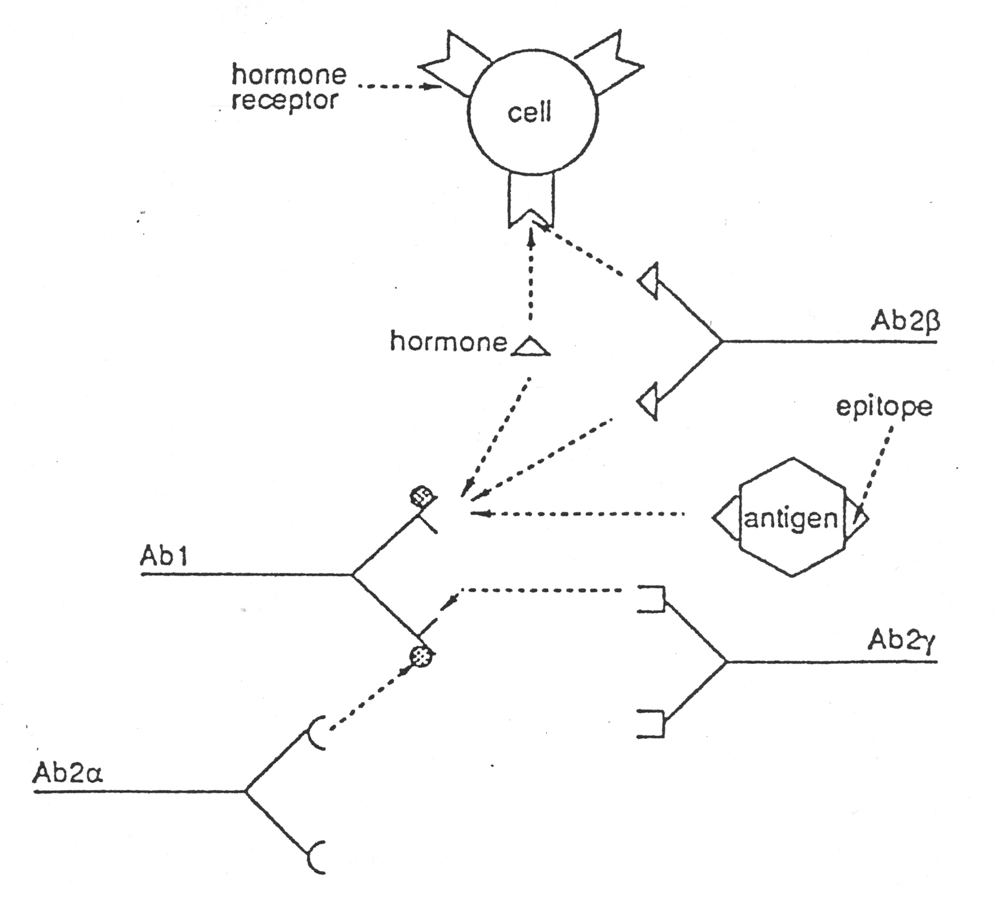 hormone
receptor
cell
hormone
Ab2β
epitope
antigen
Ab1
Ab2γ
Ab2α